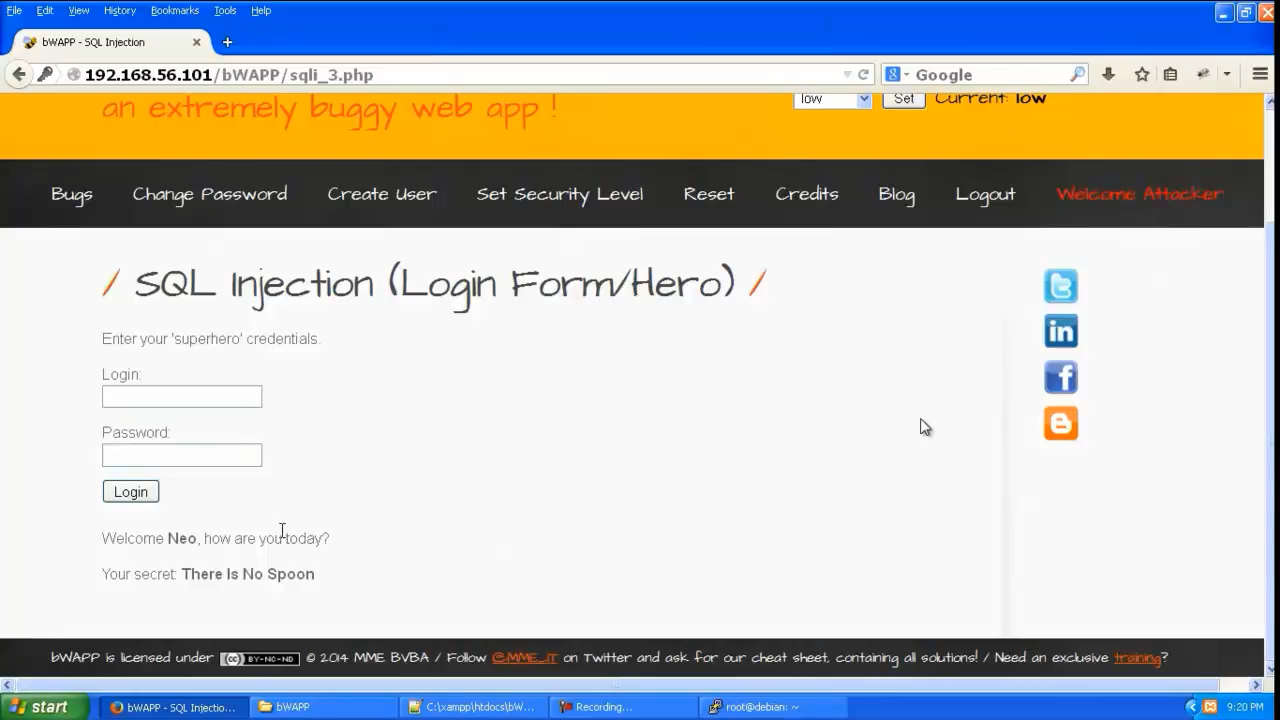 File Edit View History Bookmarks Tools Help
bWAPP - SQL Injection
192.168.56.101/bWAPP/sqli_3.php
Google
an extremely buggy web app !
low Set Current: low
Bugs Change Password Create User Set Security Level Reset Credits Blog Logout Welcome Attacker
/ SQL Injection (Login Form/Hero) /
Enter your 'superhero' credentials.
Login:
Password:
Login
Welcome Neo, how are you today?
Your secret: There Is No Spoon
bWAPP is licensed under (cc) BY-NC-ND © 2014 MME BVBA / Follow @MME_IT on Twitter and ask for our cheat sheet, containing all solutions! / Need an exclusive training?
start bWAPP - SQL Injectio... bWAPP C:\xampp\htdocs\bW... Recording... root@debian: ~ 9:20 PM